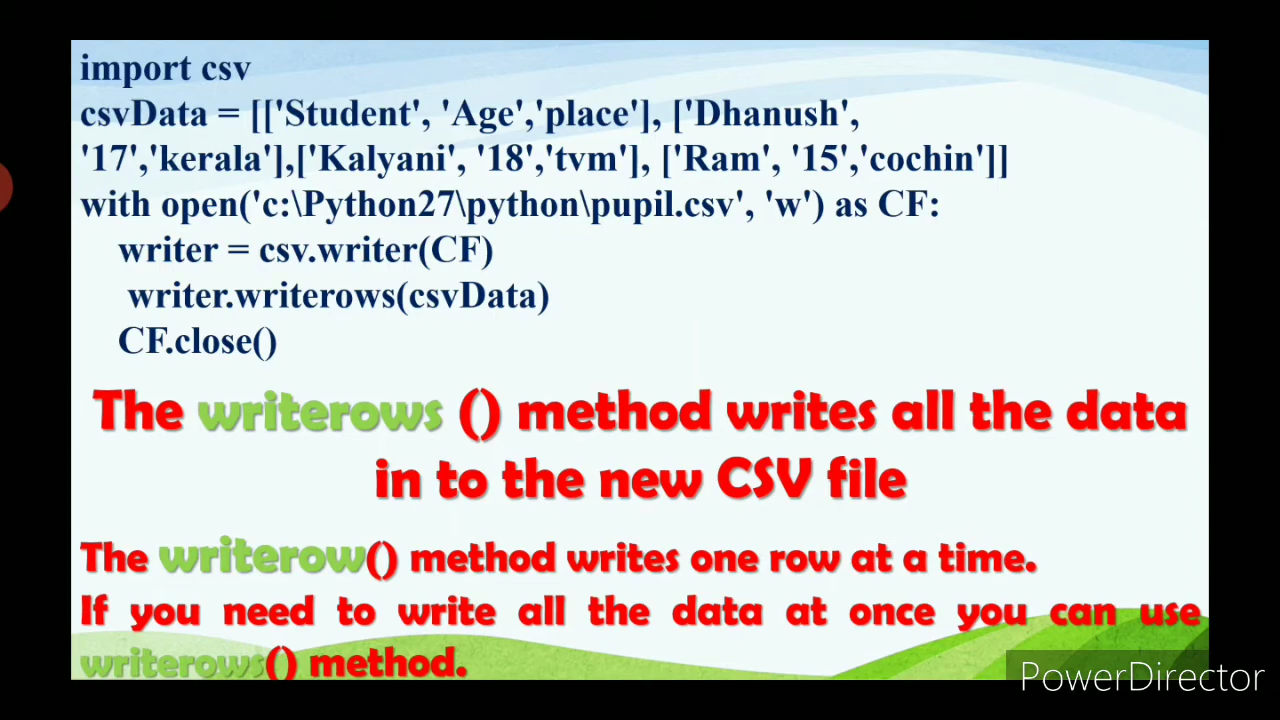 import csv
csvData = [['Student', 'Age','place'], ['Dhanush',
'17','kerala'],['Kalyani', '18','tvm'], ['Ram', '15','cochin']]
with open('c:\Python27\python\pupil.csv', 'w') as CF:
writer = csv.writer(CF)
writer.writerows(csvData)
CF.close()
The writerows () method writes all the data
in to the new CSV file
The writerow() method writes one row at a time.
If you need to write all the data at once you can use
writerows() method.
PowerDirector